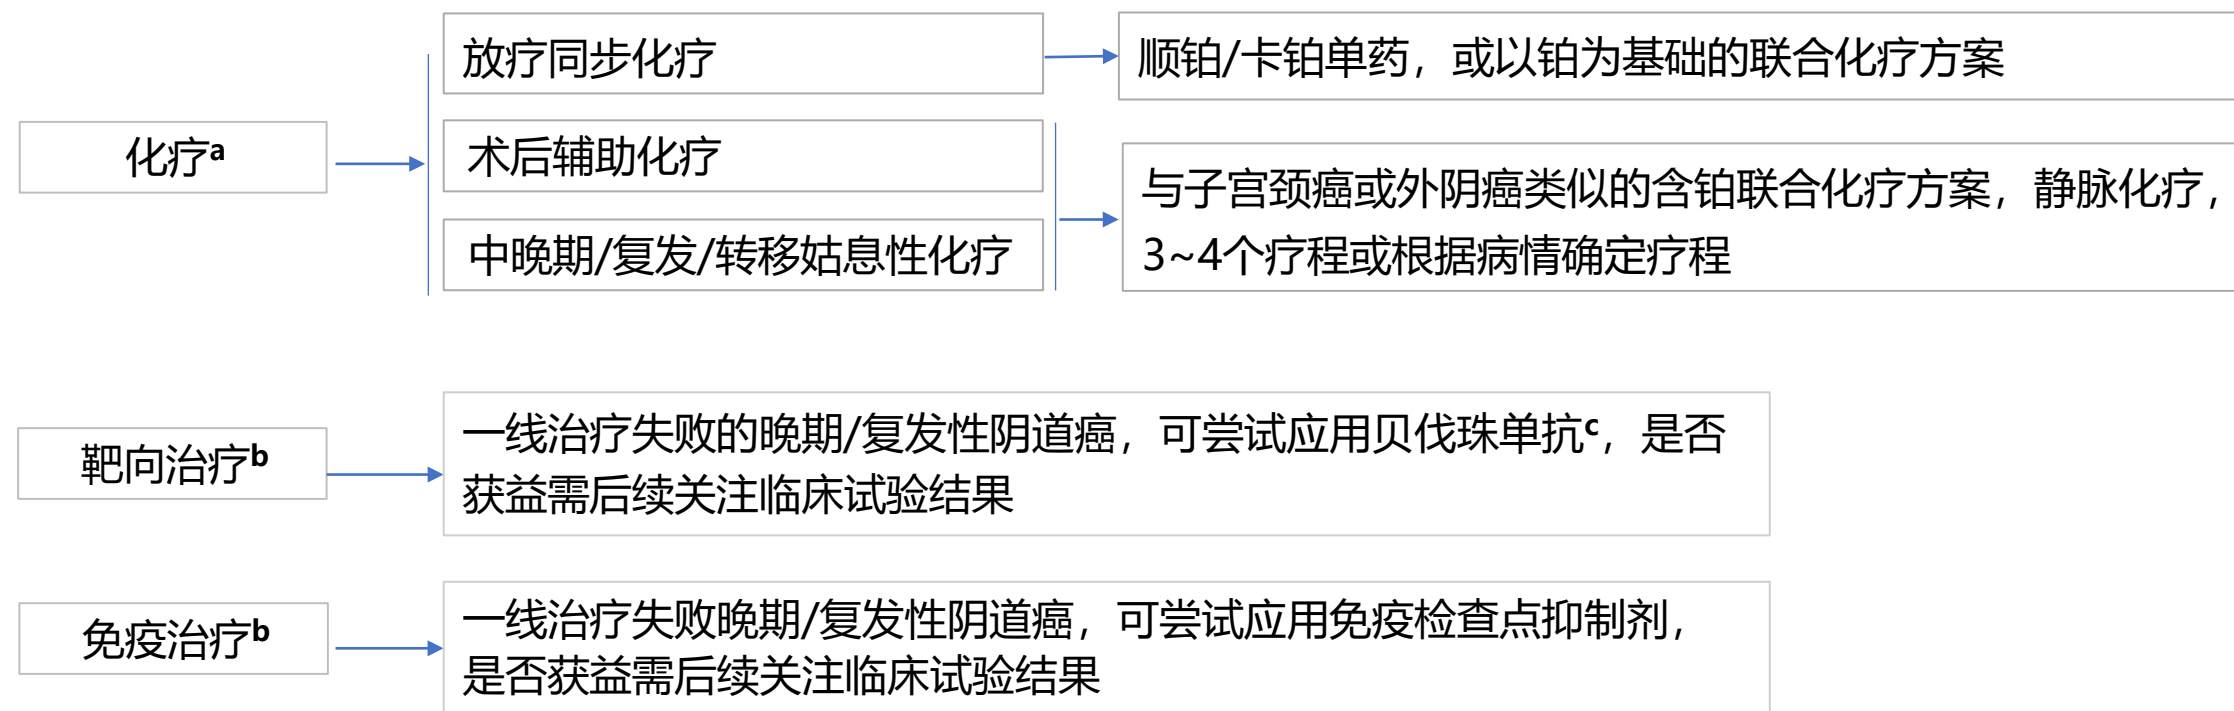 放疗同步化疗
顺铂/卡铂单药，或以铂为基础的联合化疗方案
化疗a
术后辅助化疗
中晚期/复发/转移姑息性化疗
与子宫颈癌或外阴癌类似的含铂联合化疗方案，静脉化疗，
3~4个疗程或根据病情确定疗程
靶向治疗b
一线治疗失败的晚期/复发性阴道癌，可尝试应用贝伐珠单抗c，是否
获益需后续关注临床试验结果
免疫治疗b
一线治疗失败晚期/复发性阴道癌，可尝试应用免疫检查点抑制剂，
是否获益需后续关注临床试验结果